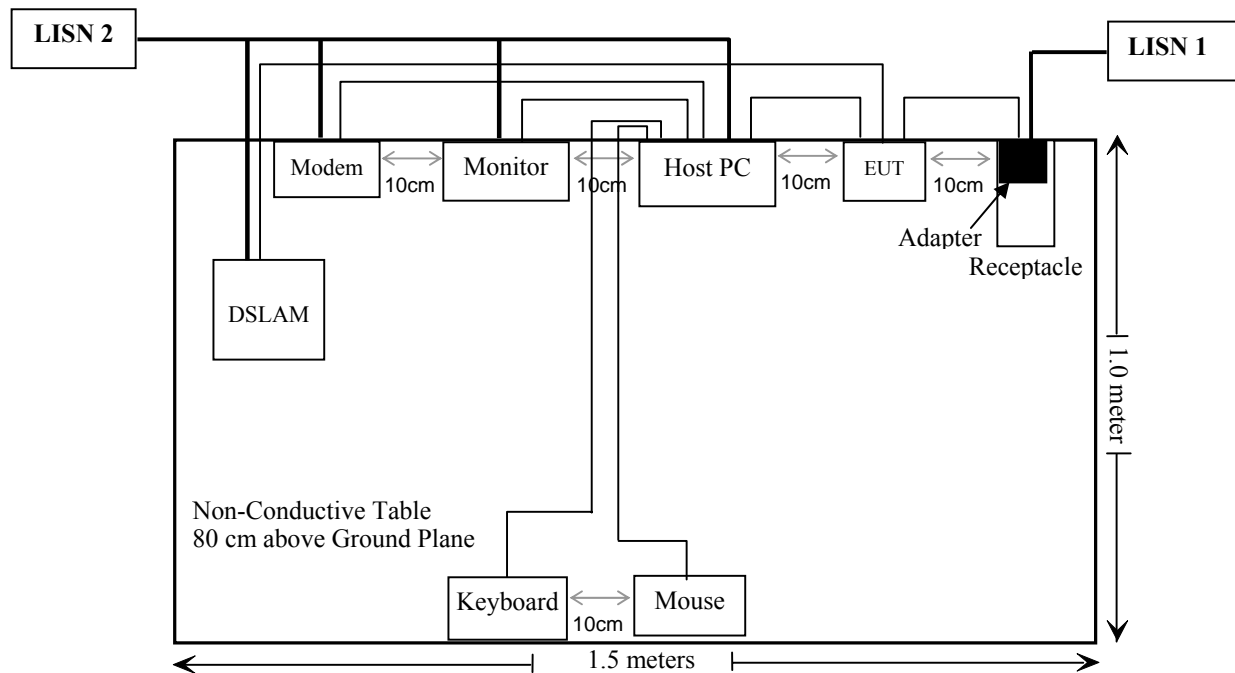 LISN 2
LISN 1
Modem
10cm
Monitor
10cm
Host PC
10cm
EUT
10cm
Adapter
Receptacle
DSLAM
1.0 meter
Non-Conductive Table
80 cm above Ground Plane
Keyboard
10cm
Mouse
1.5 meters